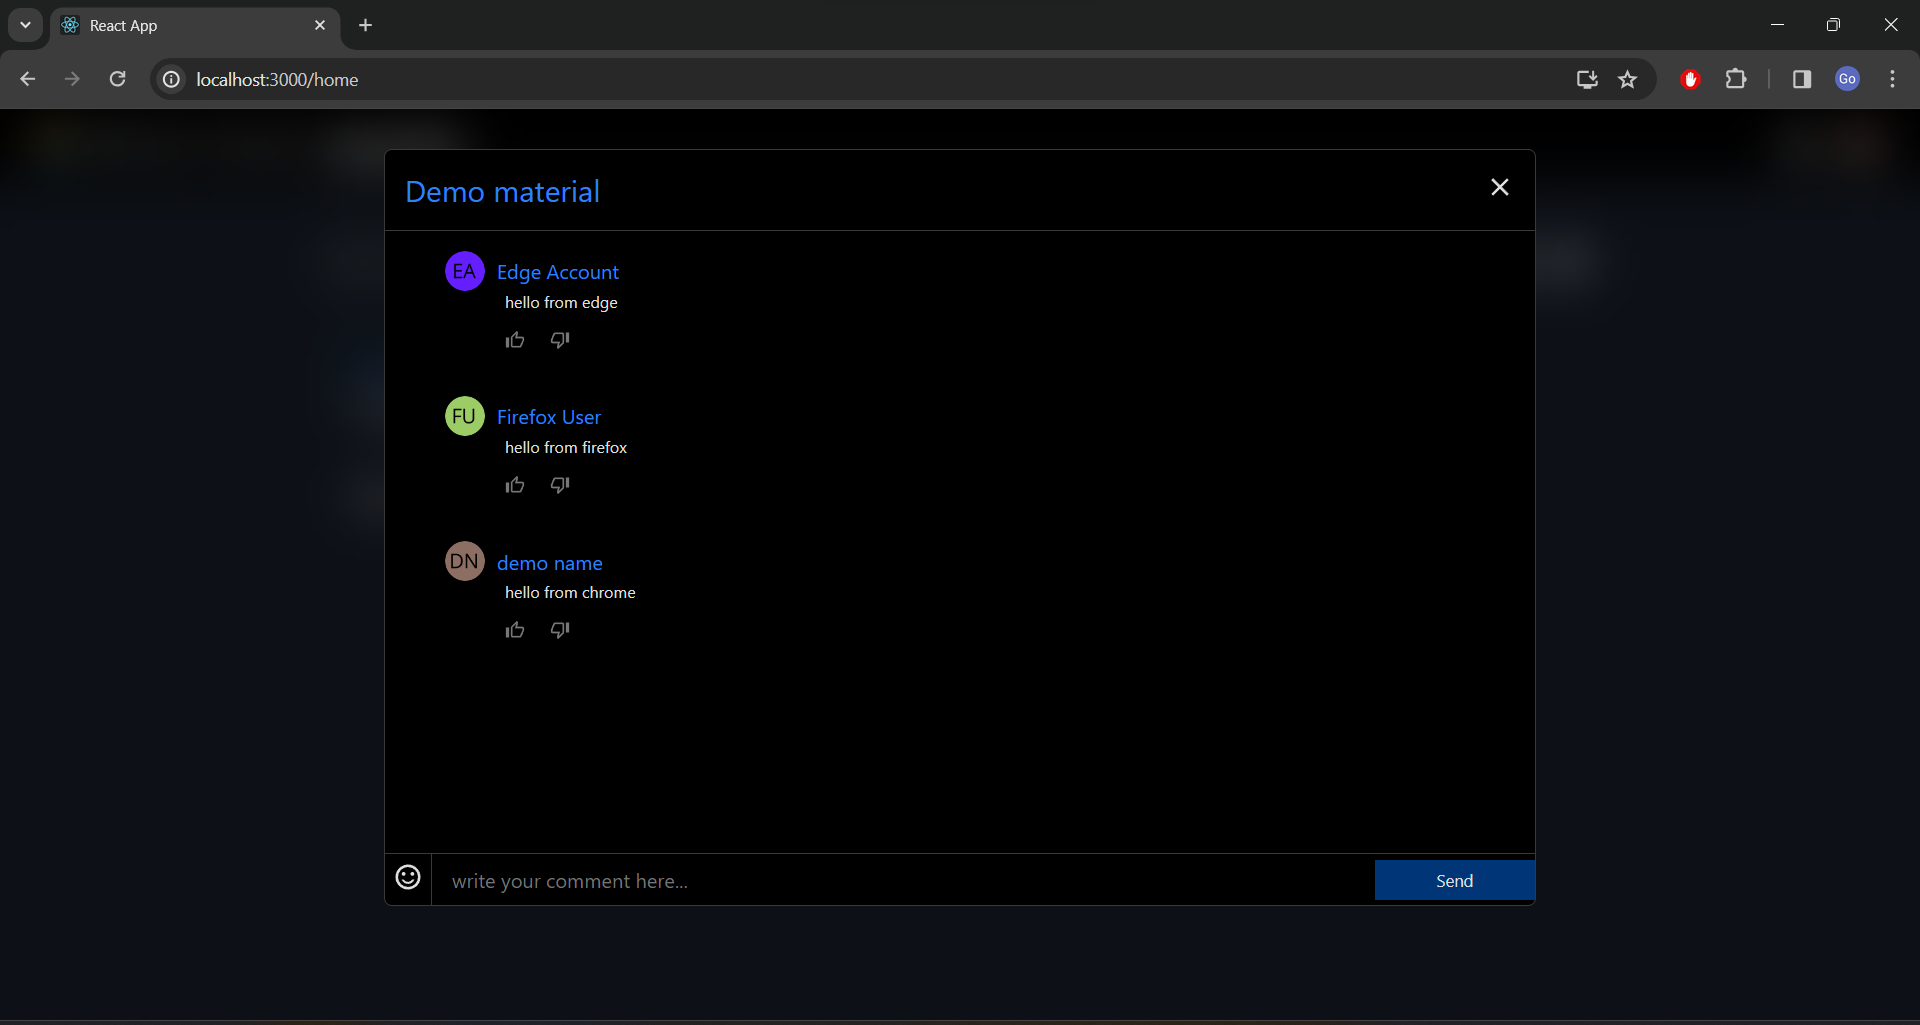 React App
localhost:3000/home
Go
Demo material
EA Edge Account
hello from edge
FU Firefox User
hello from firefox
DN demo name
hello from chrome
write your comment here...
Send